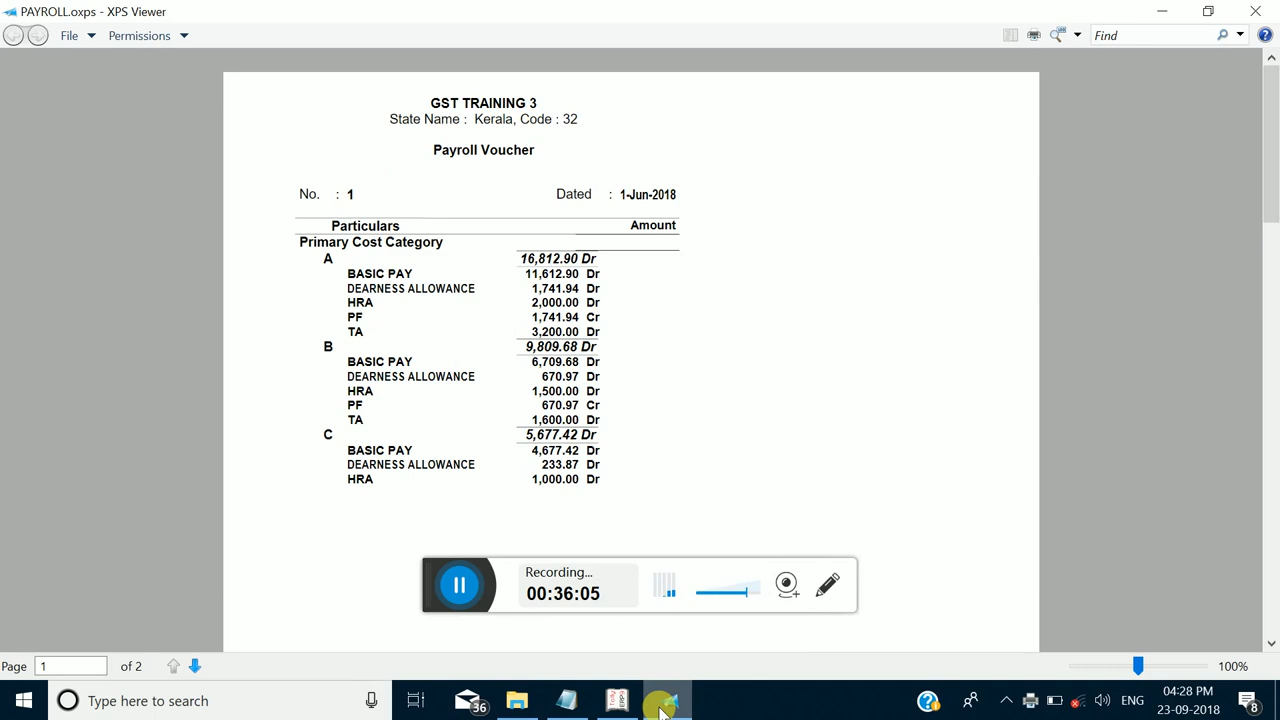 PAYROLL.oxps - XPS Viewer
File Permissions Find
GST TRAINING 3
State Name : Kerala, Code : 32
Payroll Voucher
No. : 1 Dated : 1-Jun-2018
Particulars Amount
Primary Cost Category
A 16,812.90 Dr
BASIC PAY 11,612.90 Dr
DEARNESS ALLOWANCE 1,741.94 Dr
HRA 2,000.00 Dr
PF 1,741.94 Cr
TA 3,200.00 Dr
B 9,809.68 Dr
BASIC PAY 6,709.68 Dr
DEARNESS ALLOWANCE 670.97 Dr
HRA 1,500.00 Dr
PF 670.97 Cr
TA 1,600.00 Dr
C 5,677.42 Dr
BASIC PAY 4,677.42 Dr
DEARNESS ALLOWANCE 233.87 Dr
HRA 1,000.00 Dr
Recording...
00:36:05
Page 1 of 2 100%
Type here to search 36 ENG 04:28 PM 8
23-09-2018